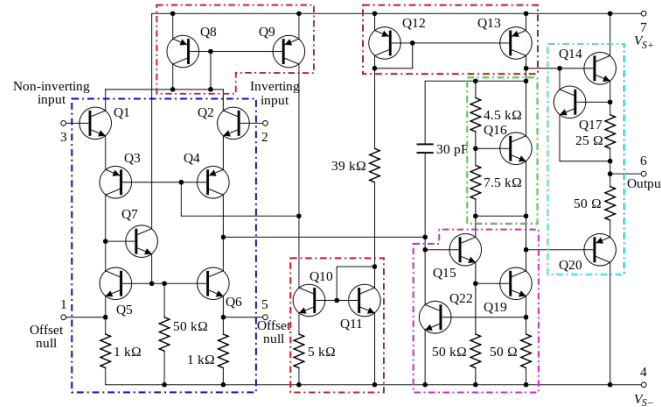 Q8
Q9
Q12
Q13
7
V_S+
Q14
Non-inverting
input
Inverting
input
Q1
Q2
3
2
4.5 kΩ
Q16
Q17
25 Ω
30 pF
Q3
Q4
39 kΩ
6
Outpu
7.5 kΩ
50 Ω
Q7
Q15
Q20
Q10
Q5
Q6
Q22
Q19
Q11
1
5
Offset
null
Offset
null
50 kΩ
1 kΩ
1 kΩ
5 kΩ
50 kΩ
50 Ω
4
V_S−